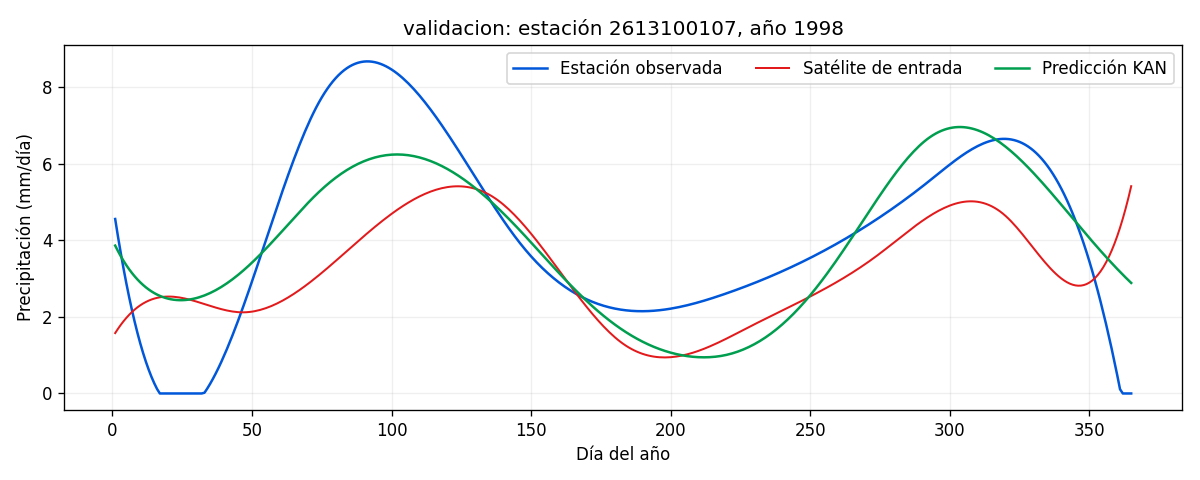 validacion: estación 2613100107, año 1998
Estación observada
Satélite de entrada
Predicción KAN
Precipitación (mm/día)
8
6
4
2
0
0 50 100 150 200 250 300 350
Día del año